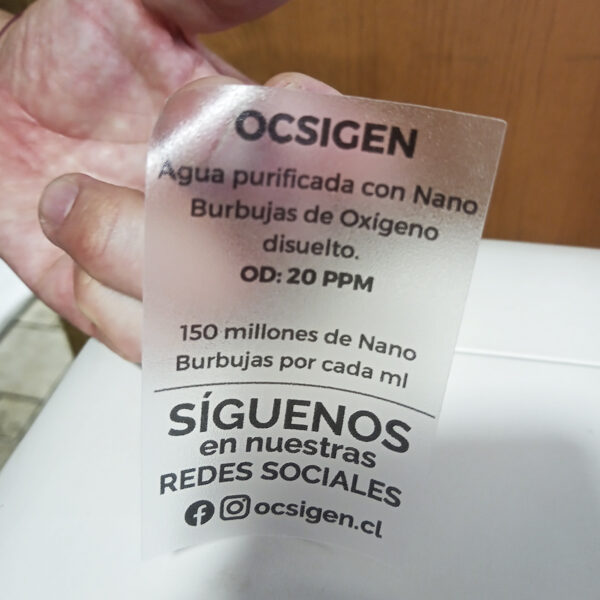 OCSIGEN
Agua purificada con Nano
Burbujas de Oxígeno
disuelto.
OD: 20 PPM
150 millones de Nano
Burbujas por cada ml
SÍGUENOS
en nuestras
REDES SOCIALES
ocsigen.cl